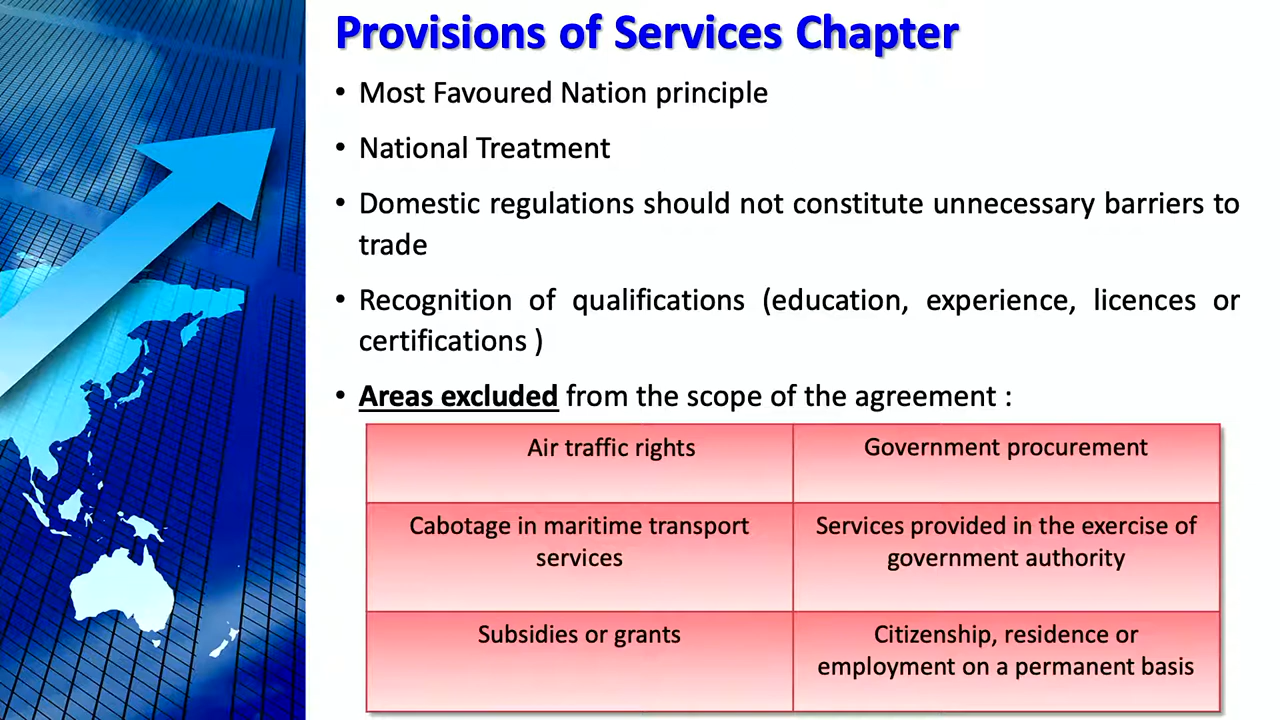 Provisions of Services Chapter
• Most Favoured Nation principle
• National Treatment
• Domestic regulations should not constitute unnecessary barriers to
trade
• Recognition of qualifications (education, experience, licences or
certifications )
• Areas excluded from the scope of the agreement :
Air traffic rights
Government procurement
Cabotage in maritime transport
services
Services provided in the exercise of
government authority
Subsidies or grants
Citizenship, residence or
employment on a permanent basis